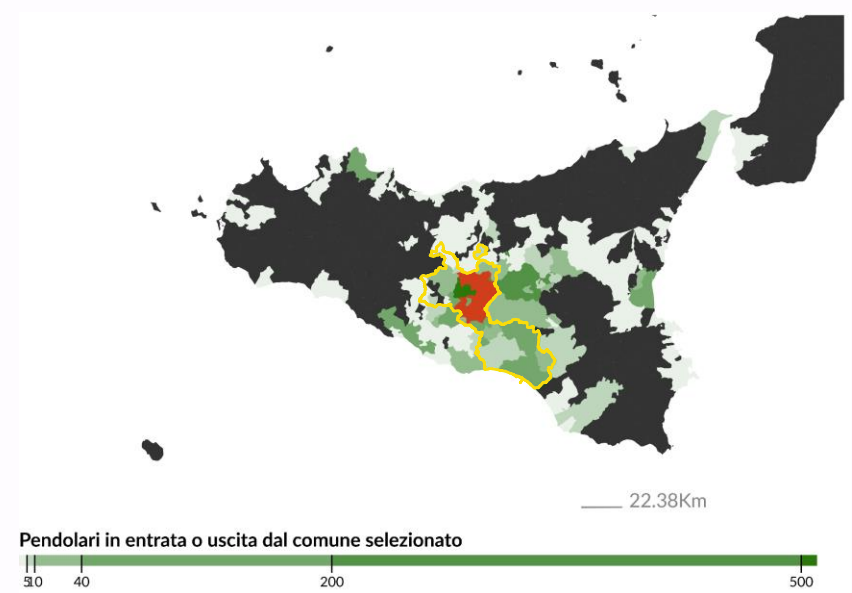 22.38Km
Pendolari in entrata o uscita dal comune selezionato
5 10 40 200 500